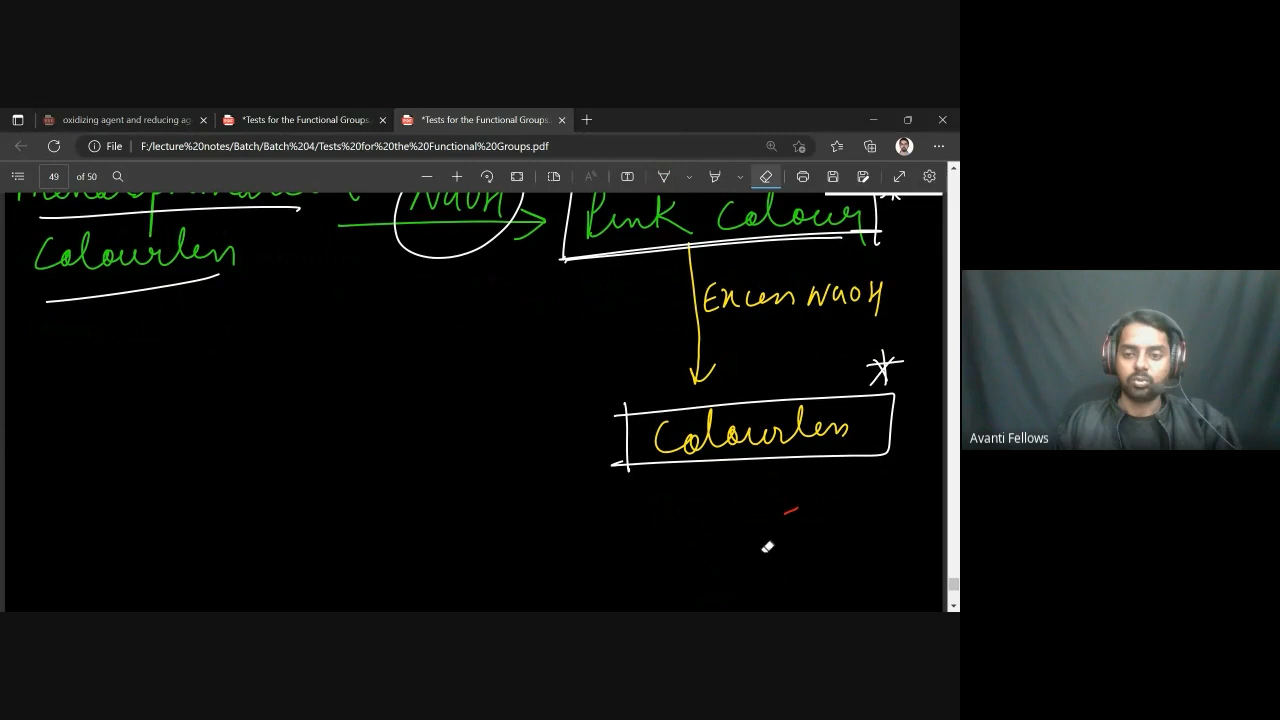 oxidizing agent and reducing ag
*Tests for the Functional Groups.
*Tests for the Functional Groups.
File
F:/lecture%20notes/Batch/Batch%204/Tests%20for%20the%20Functional%20Groups.pdf
49 of 50
NaOH
Pink Colour
Colourless
Excess NaOH
Colourless
Avanti Fellows